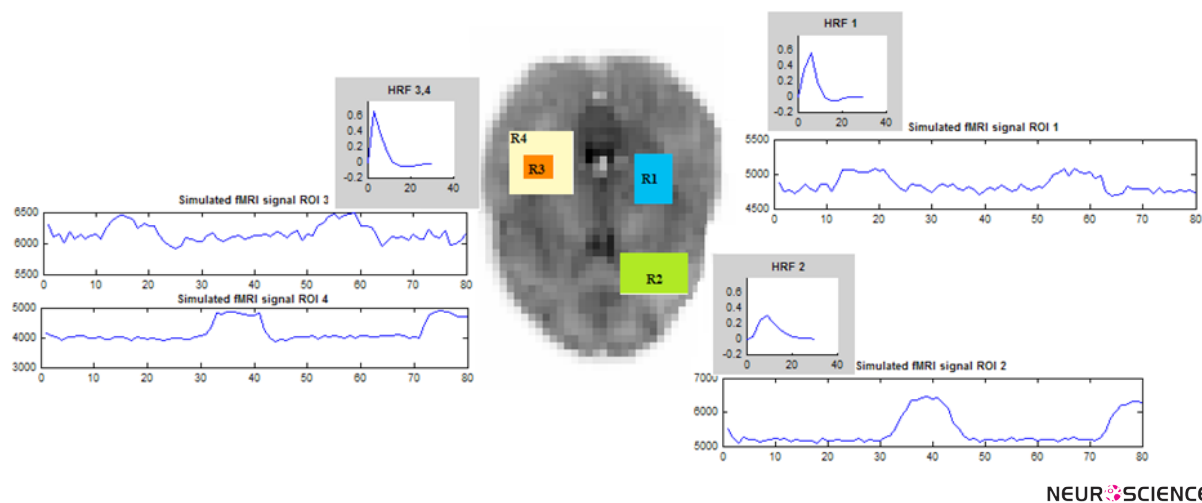 HRF 1
0.6
0.4
0.2
0
-0.2
0 20 40
Simulated fMRI signal ROI 1
5500
5000
4500
0 10 20 30 40 50 60 70 80
HRF 3,4
0.6
0.4
0.2
0
-0.2
0 20 40
Simulated fMRI signal ROI 3
6500
6000
5500
0 10 20 30 40 50 60 70 80
Simulated fMRI signal ROI 4
5000
4000
3000
0 10 20 30 40 50 60 70 80
R4
R3
R1
R2
HRF 2
0.6
0.4
0.2
0
-0.2
0 20 40
Simulated fMRI signal ROI 2
7000
6000
5000
0 10 20 30 40 50 60 70 80
NEUROSCIENCE